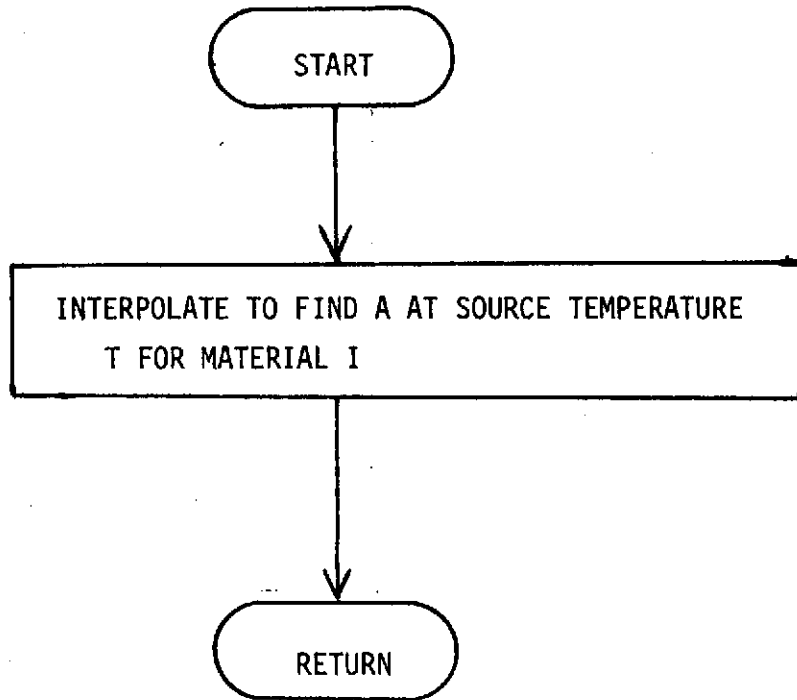 START
INTERPOLATE TO FIND A AT SOURCE TEMPERATURE
T FOR MATERIAL I
RETURN